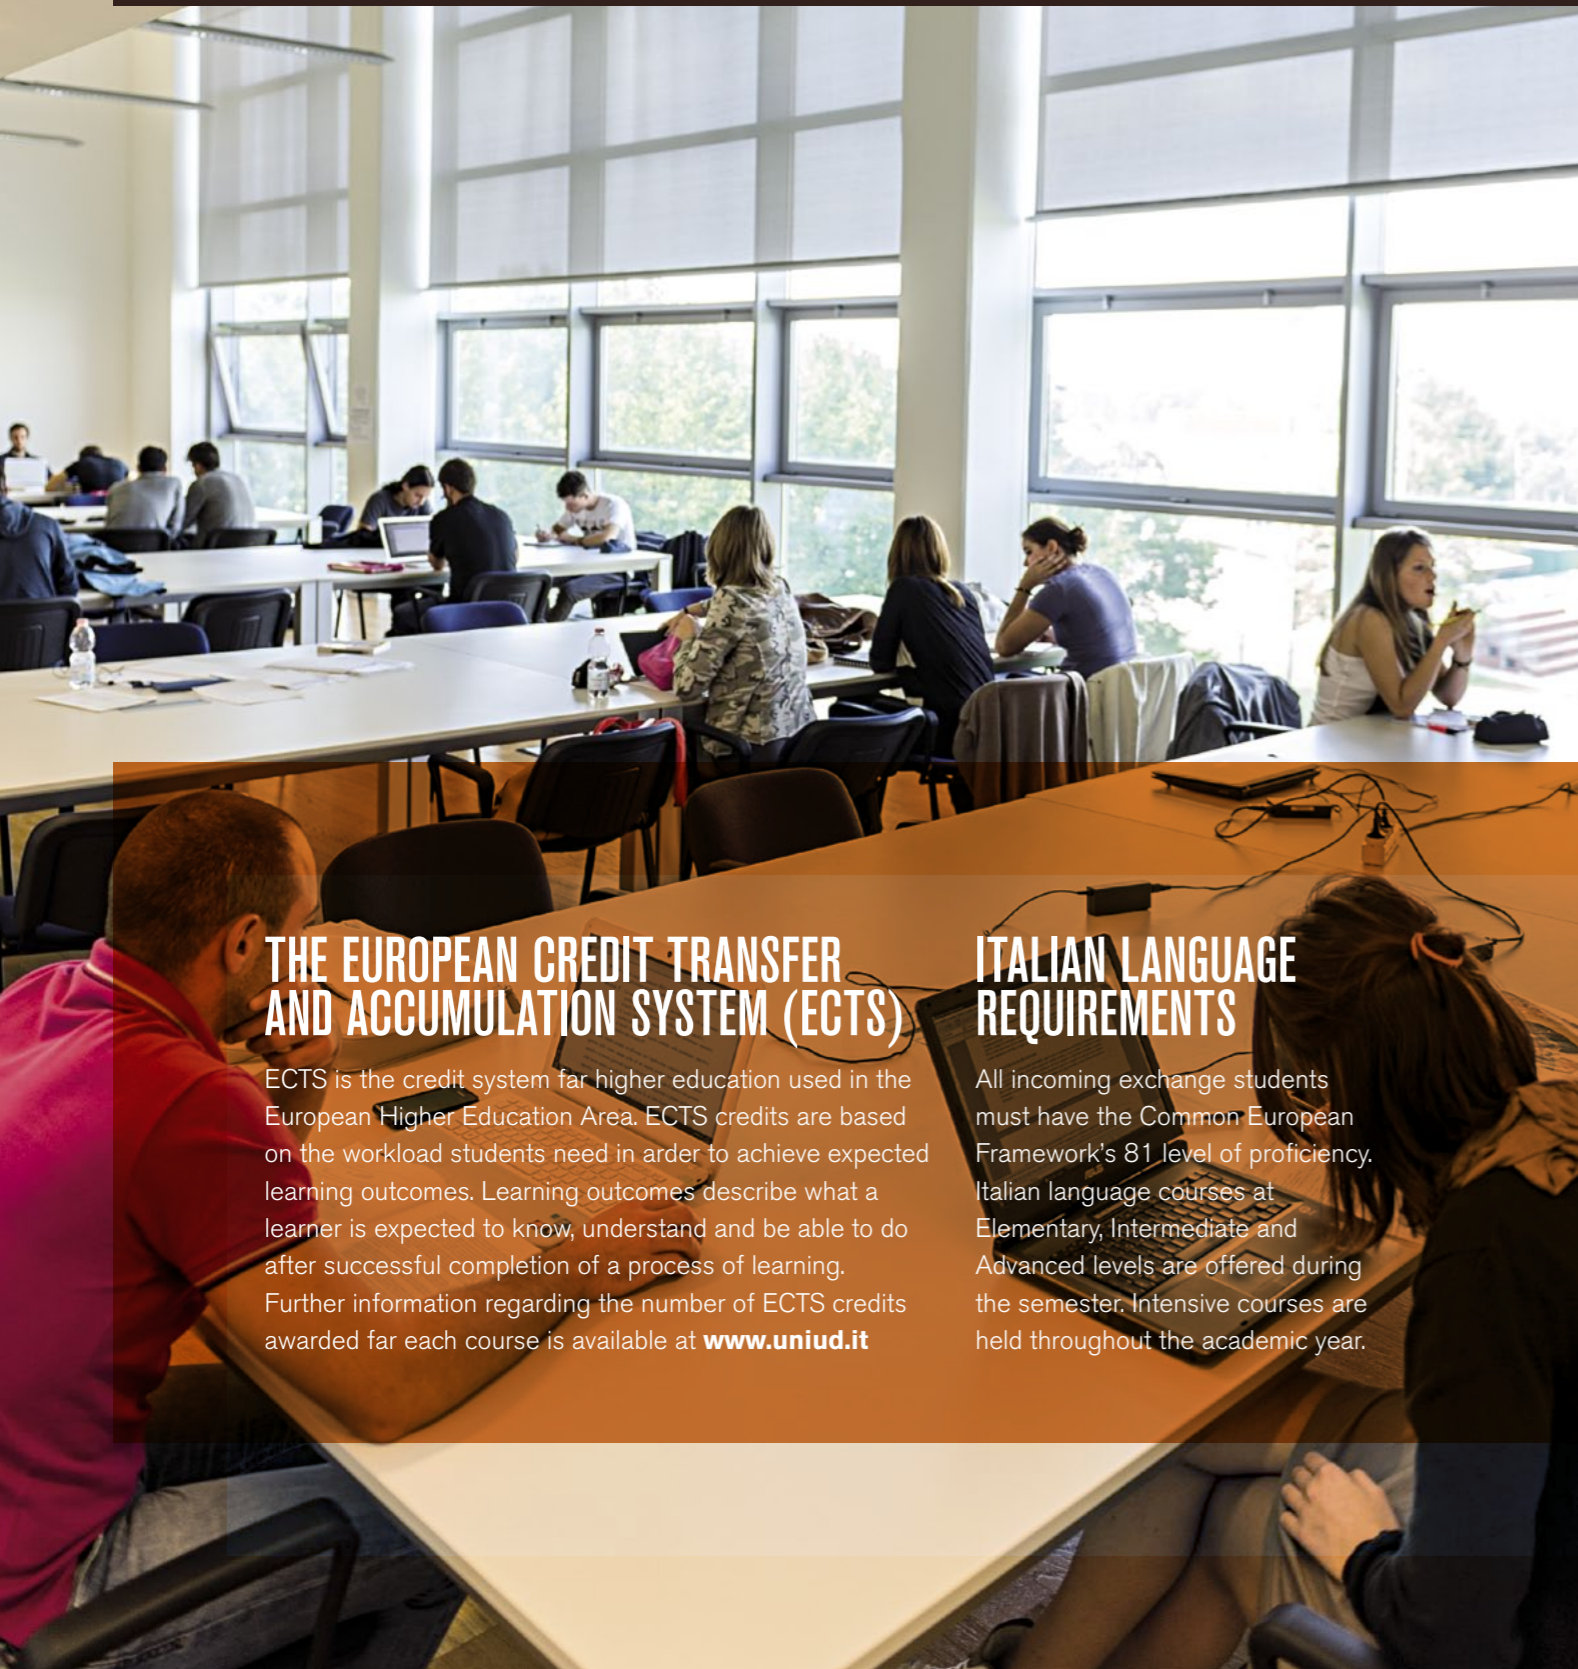 THE EUROPEAN CREDIT TRANSFER
AND ACCUMULATION SYSTEM (ECTS)
ECTS is the credit system far higher education used in the
European Higher Education Area. ECTS credits are based
on the workload students need in arder to achieve expected
learning outcomes. Learning outcomes describe what a
learner is expected to know, understand and be able to do
after successful completion of a process of learning.
Further information regarding the number of ECTS credits
awarded far each course is available at www.uniud.it
ITALIAN LANGUAGE
REQUIREMENTS
All incoming exchange students
must have the Common European
Framework's 81 level of proficiency.
Italian language courses at
Elementary, Intermediate and
Advanced levels are offered during
the semester. Intensive courses are
held throughout the academic year.